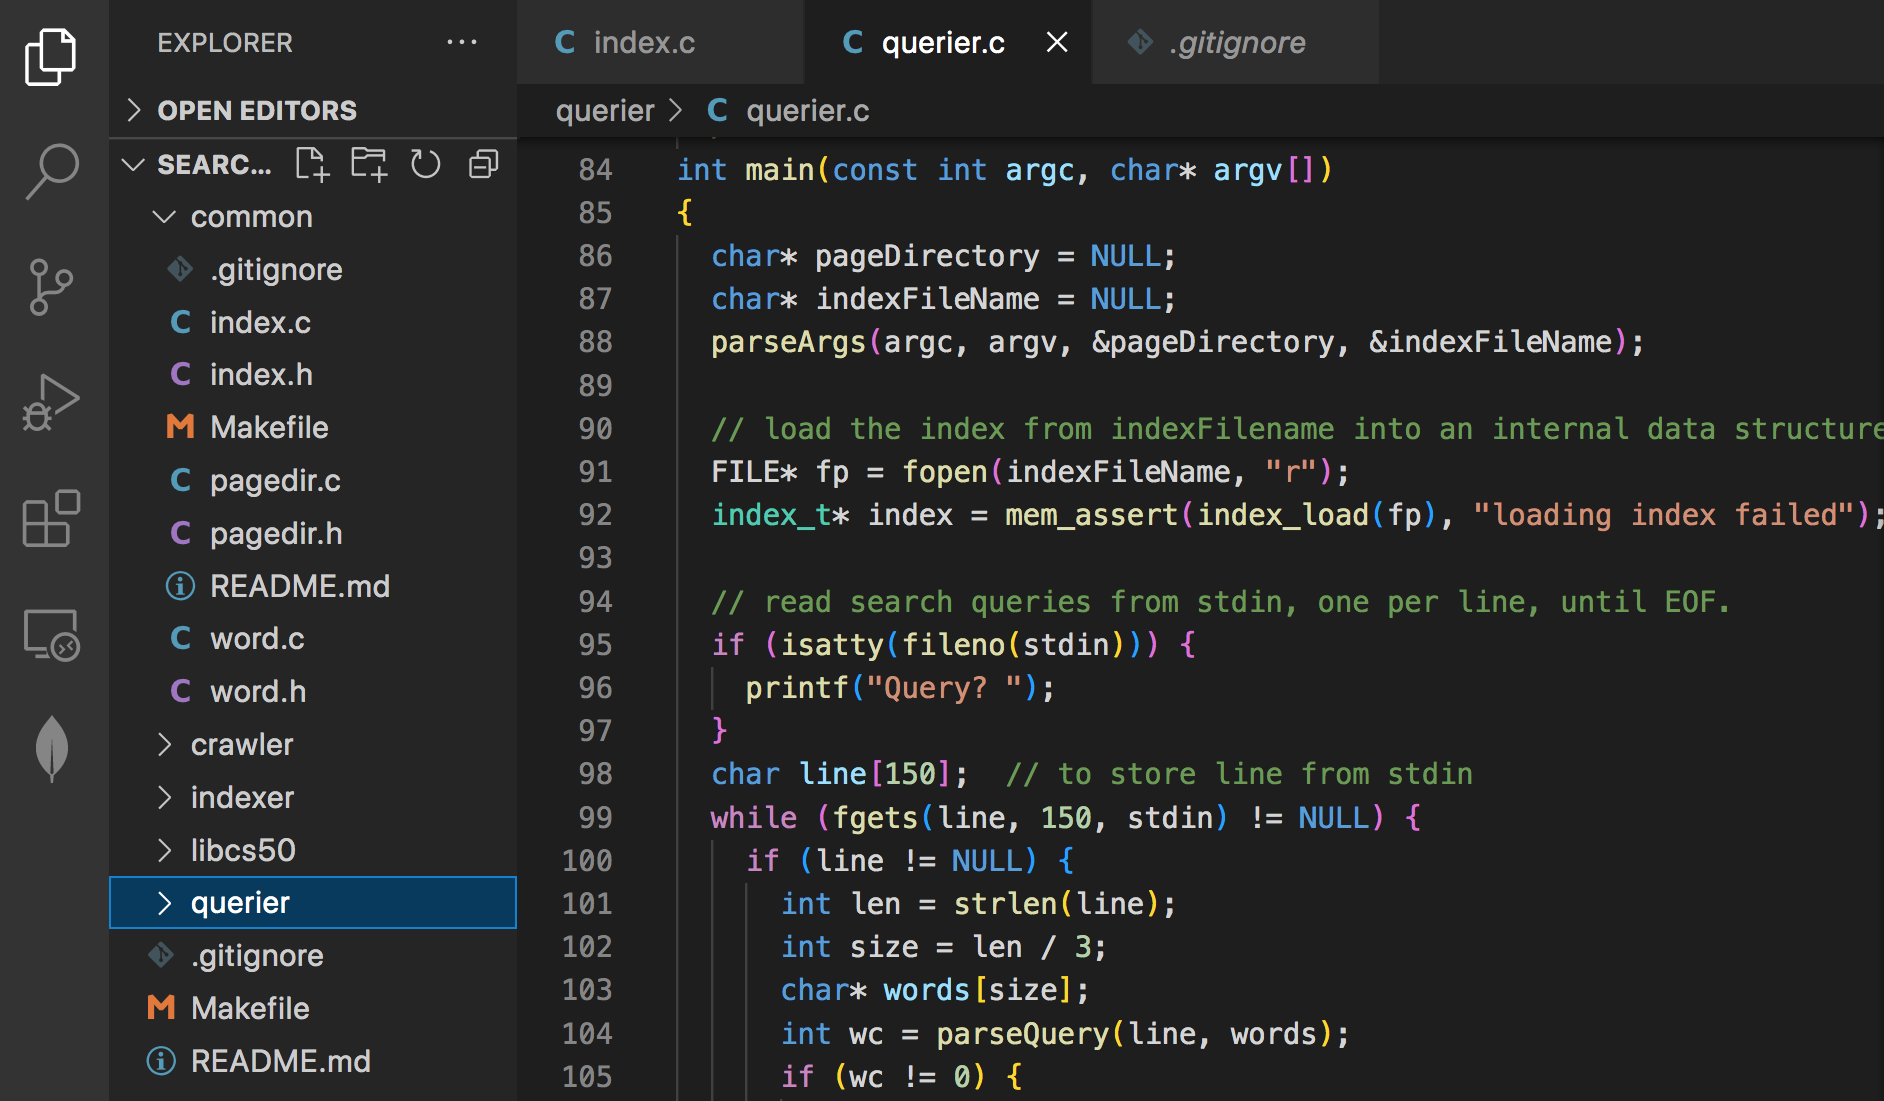 EXPLORER
OPEN EDITORS
SEARC...
common
.gitignore
index.c
index.h
Makefile
pagedir.c
pagedir.h
README.md
word.c
word.h
crawler
indexer
libcs50
querier
.gitignore
Makefile
README.md
index.c
querier.c
.gitignore
querier > querier.c
84 int main(const int argc, char* argv[])
85 {
86   char* pageDirectory = NULL;
87   char* indexFileName = NULL;
88   parseArgs(argc, argv, &pageDirectory, &indexFileName);
89
90   // load the index from indexFilename into an internal data structure
91   FILE* fp = fopen(indexFileName, "r");
92   index_t* index = mem_assert(index_load(fp), "loading index failed");
93
94   // read search queries from stdin, one per line, until EOF.
95   if (isatty(fileno(stdin))) {
96     printf("Query? ");
97   }
98   char line[150];  // to store line from stdin
99   while (fgets(line, 150, stdin) != NULL) {
100     if (line != NULL) {
101       int len = strlen(line);
102       int size = len / 3;
103       char* words[size];
104       int wc = parseQuery(line, words);
105       if (wc != 0) {